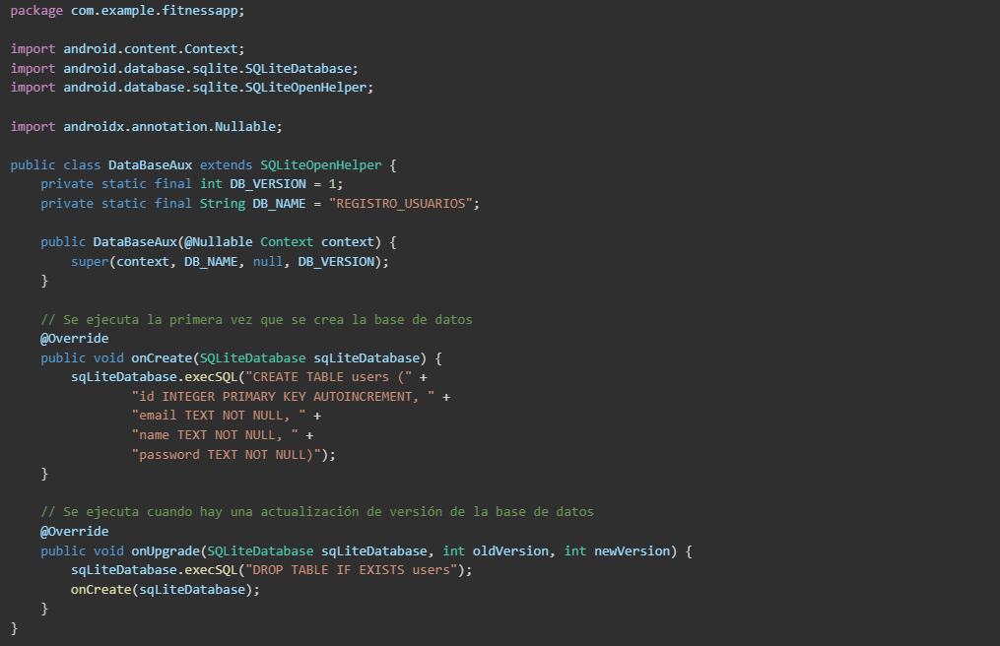 package com.example.fitnessapp;
import android.content.Context;
import android.database.sqlite.SQLiteDatabase;
import android.database.sqlite.SQLiteOpenHelper;
import androidx.annotation.Nullable;
public class DataBaseAux extends SQLiteOpenHelper {
    private static final int DB_VERSION = 1;
    private static final String DB_NAME = "REGISTRO_USUARIOS";
    public DataBaseAux(@Nullable Context context) {
        super(context, DB_NAME, null, DB_VERSION);
    }
    // Se ejecuta la primera vez que se crea la base de datos
    @Override
    public void onCreate(SQLiteDatabase sqLiteDatabase) {
        sqLiteDatabase.execSQL("CREATE TABLE users (" +
                "id INTEGER PRIMARY KEY AUTOINCREMENT, " +
                "email TEXT NOT NULL, " +
                "name TEXT NOT NULL, " +
                "password TEXT NOT NULL)");
    }
    // Se ejecuta cuando hay una actualización de versión de la base de datos
    @Override
    public void onUpgrade(SQLiteDatabase sqLiteDatabase, int oldVersion, int newVersion) {
        sqLiteDatabase.execSQL("DROP TABLE IF EXISTS users");
        onCreate(sqLiteDatabase);
    }
}